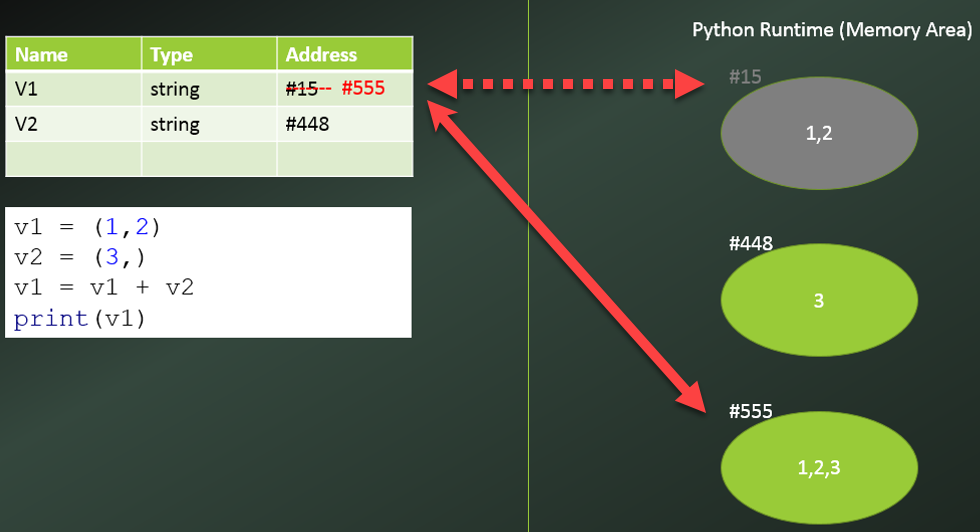 Python Runtime (Memory Area)
Name Type Address
V1 string #15 #555
V2 string #448
v1 = (1,2)
v2 = (3,)
v1 = v1 + v2
print(v1)
#15
1,2
#448
3
#555
1,2,3